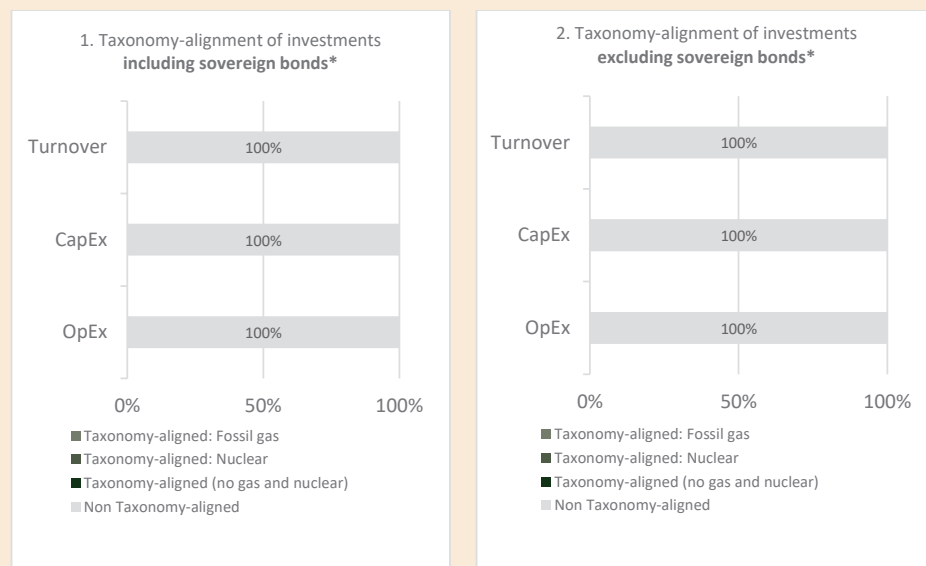 1. Taxonomy-alignment of investments
including sovereign bonds*
Turnover
100%
CapEx
100%
OpEx
100%
0% 50% 100%
Taxonomy-aligned: Fossil gas
Taxonomy-aligned: Nuclear
Taxonomy-aligned (no gas and nuclear)
Non Taxonomy-aligned
2. Taxonomy-alignment of investments
excluding sovereign bonds*
Turnover
100%
CapEx
100%
OpEx
100%
0% 50% 100%
Taxonomy-aligned: Fossil gas
Taxonomy-aligned: Nuclear
Taxonomy-aligned (no gas and nuclear)
Non Taxonomy-aligned